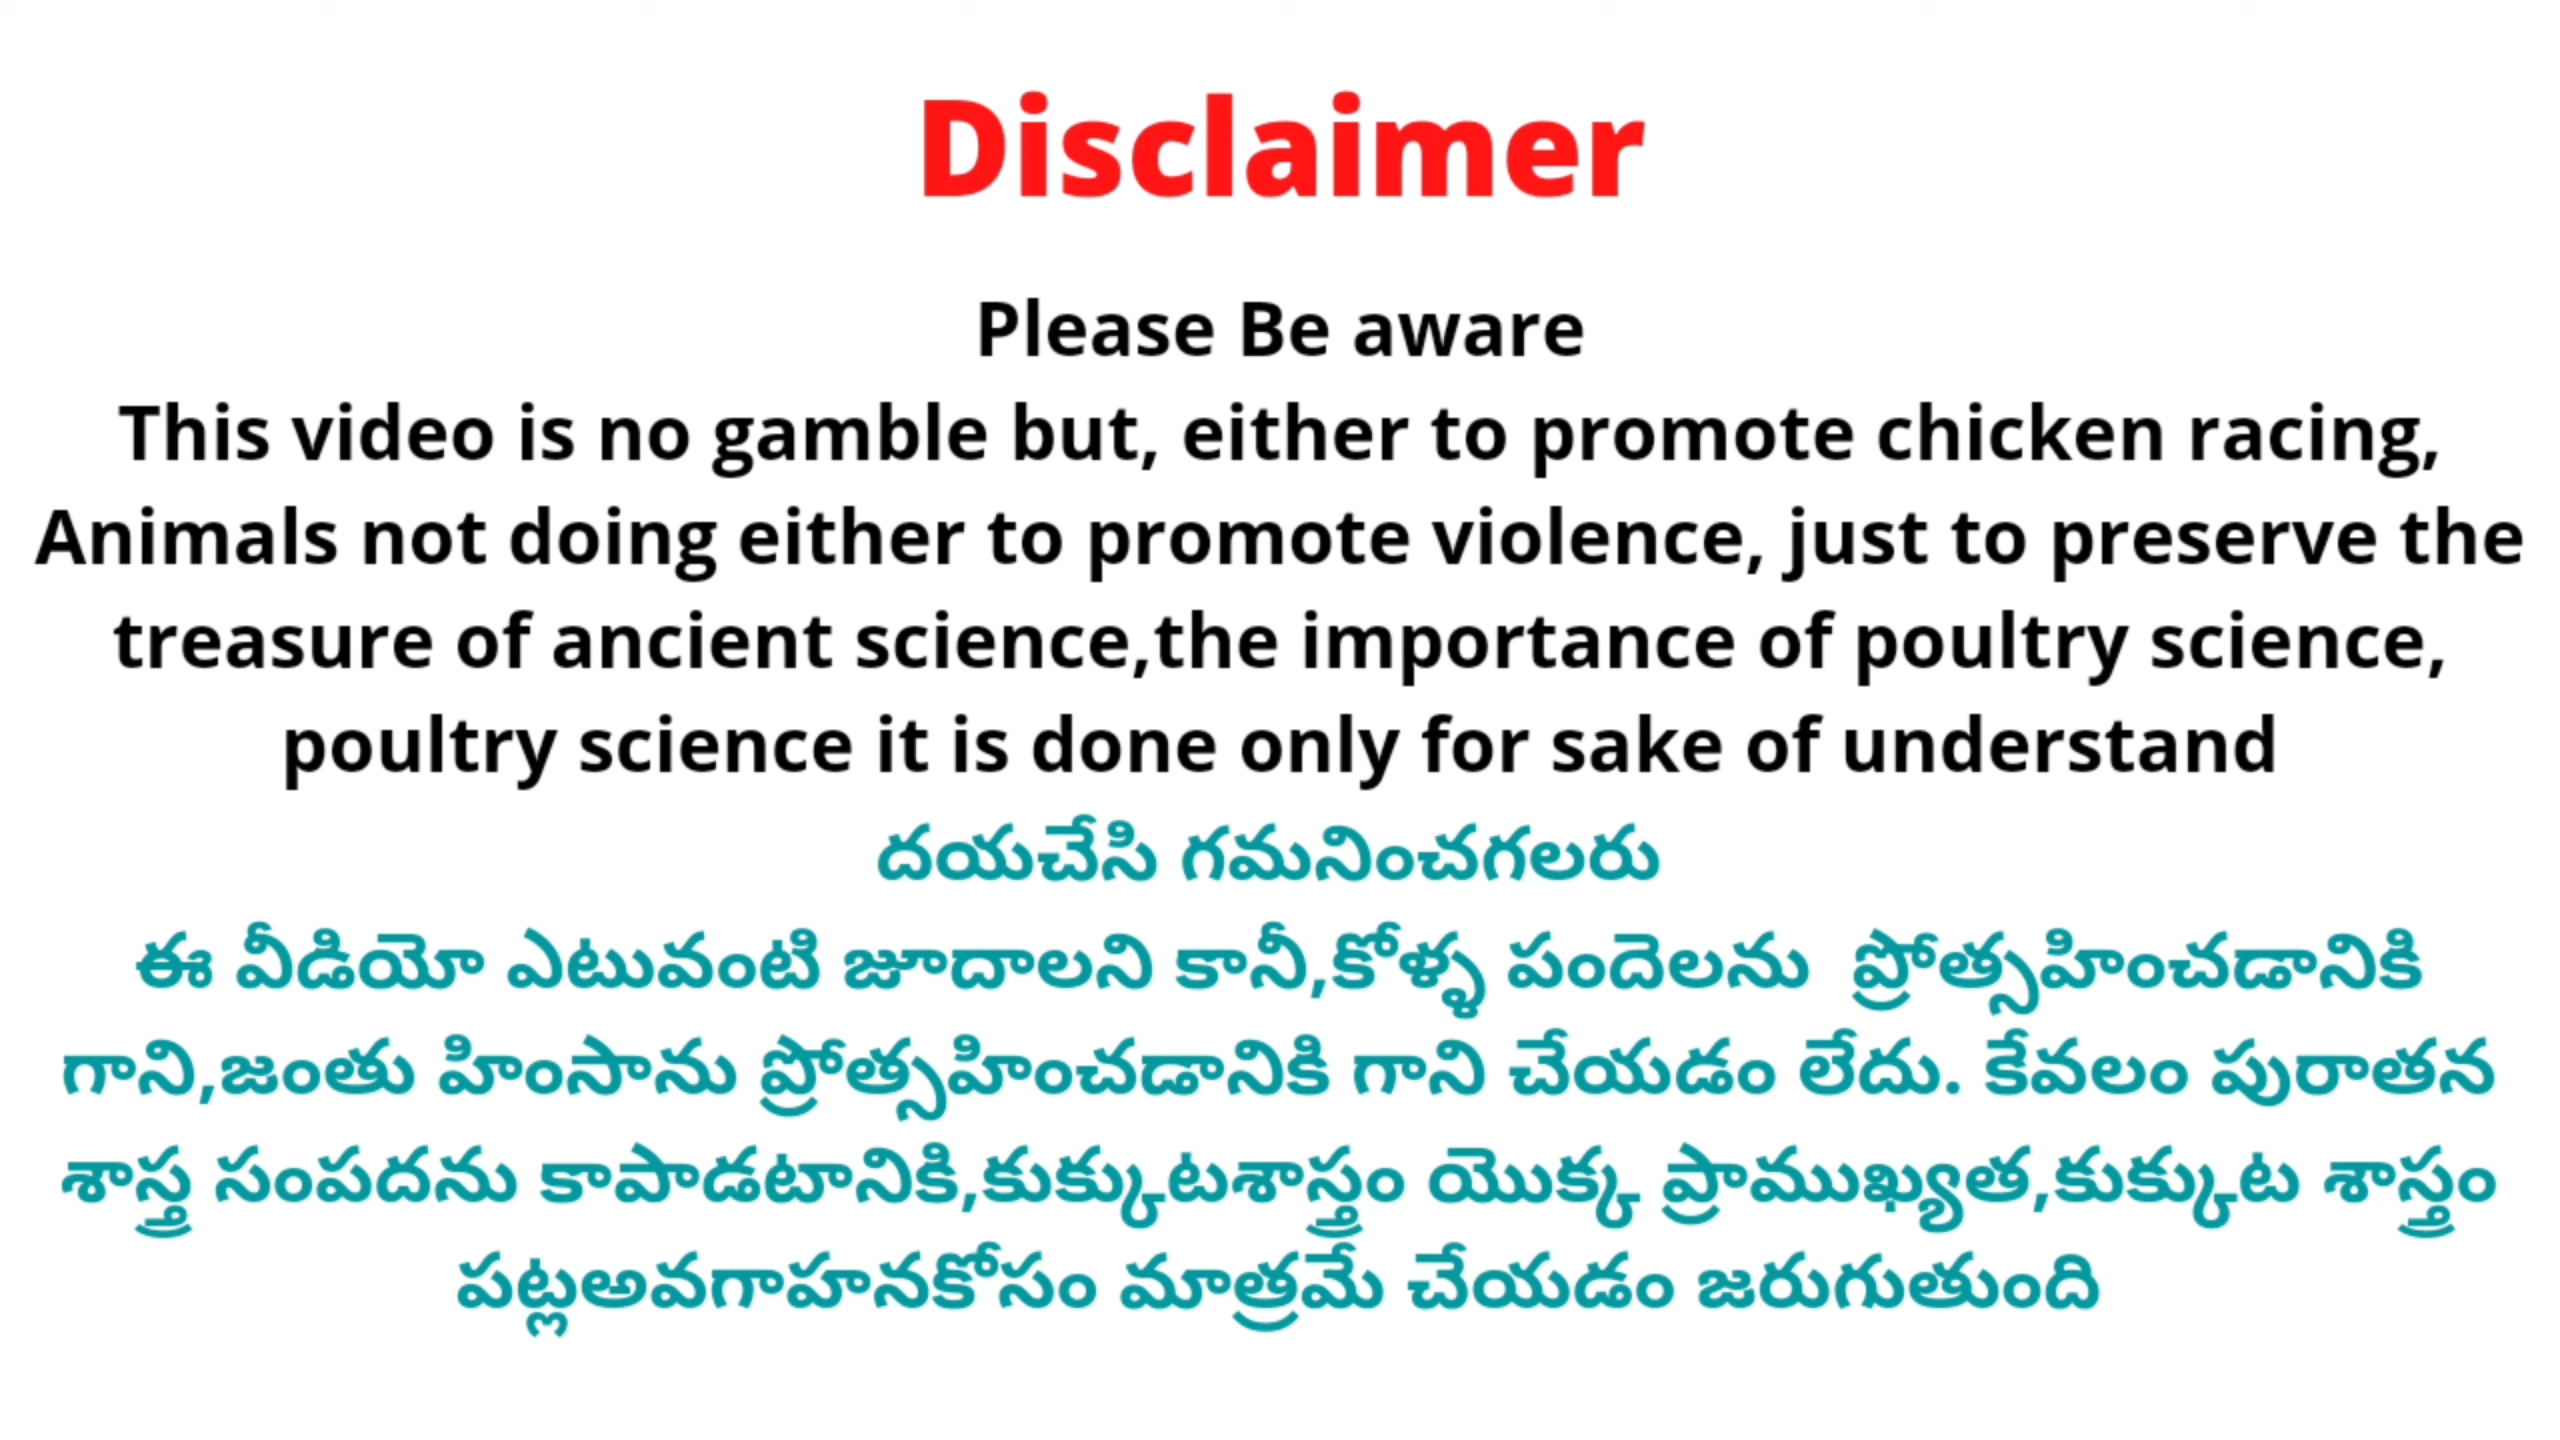 Disclaimer
Please Be aware
This video is no gamble but, either to promote chicken racing,
Animals not doing either to promote violence, just to preserve the
treasure of ancient science,the importance of poultry science,
poultry science it is done only for sake of understand
దయచేసి గమనించగలరు
ఈ వీడియో ఎటువంటి జూదాలని కానీ,కోళ్ళ పందెలను  ప్రోత్సహించడానికి
గాని,జంతు హింసాను ప్రోత్సహించడానికి గాని చేయడం లేదు. కేవలం పురాతన
శాస్త్ర సంపదను కాపాడటానికి,కుక్కుటశాస్త్రం యొక్క ప్రాముఖ్యత,కుక్కుట శాస్త్రం
పట్లఅవగాహనకోసం మాత్రమే చేయడం జరుగుతుంది